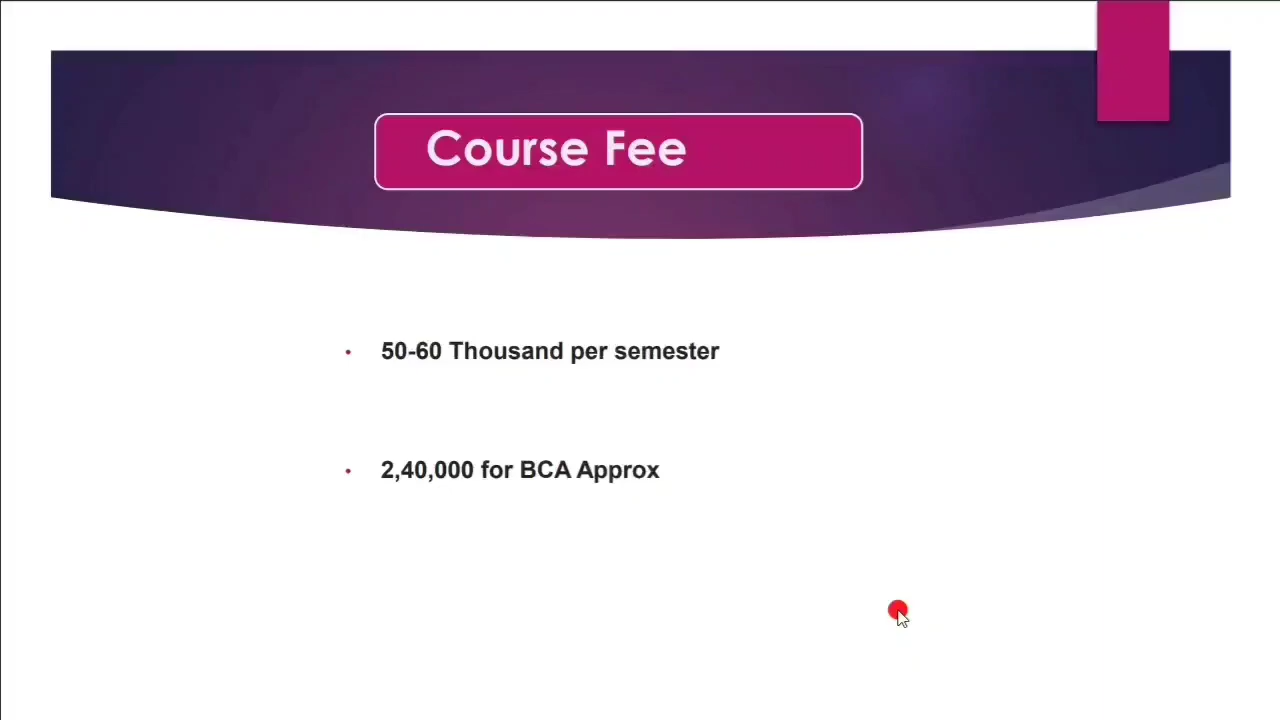 Course Fee
• 50-60 Thousand per semester
• 2,40,000 for BCA Approx